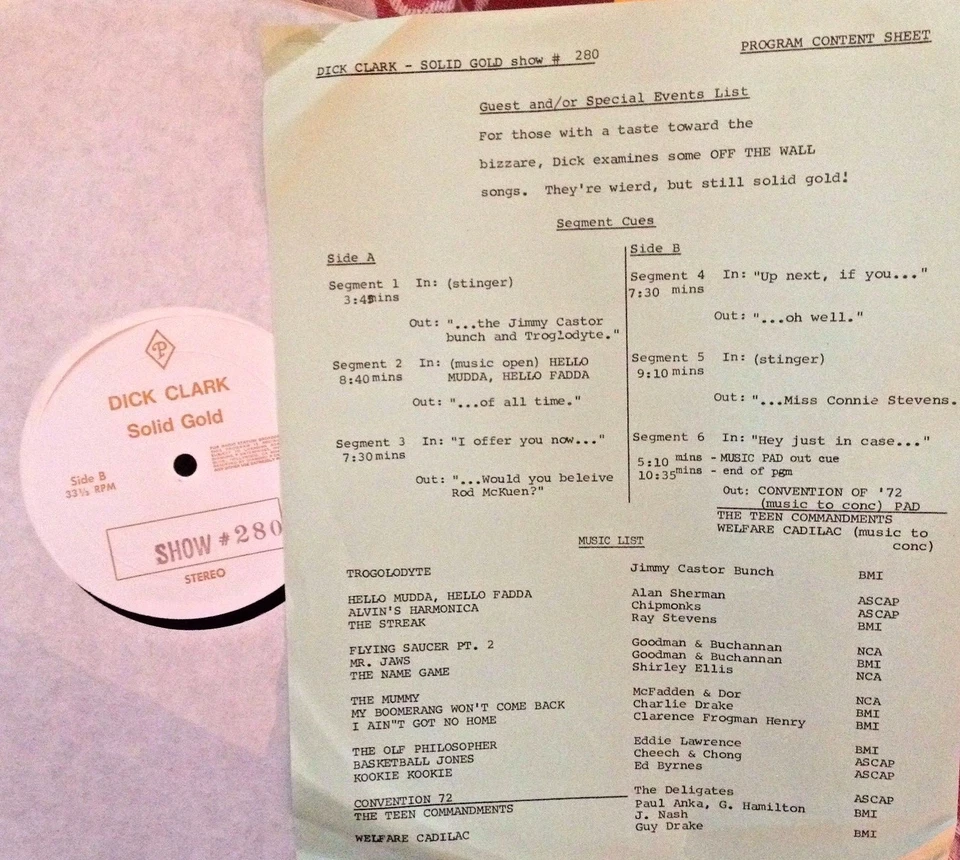 P
DICK CLARK
Solid Gold
Side B
33⅓ RPM
SHOW #280
STEREO
DICK CLARK - SOLID GOLD show # 280
PROGRAM CONTENT SHEET
Guest and/or Special Events List
For those with a taste toward the
bizzare, Dick examines some OFF THE WALL
songs. They're wierd, but still solid gold!
Segment Cues
Side A
Segment 1 In: (stinger)
3:45mins
Out: "...the Jimmy Castor
bunch and Troglodyte."
Segment 2 In: (music open) HELLO
8:40mins MUDDA, HELLO FADDA
Out: "...of all time."
Segment 3 In: "I offer you now..."
7:30mins
Out: "...Would you beleive
Rod McKuen?"
Side B
Segment 4 In: "Up next, if you..."
7:30 mins
Out: "...oh well."
Segment 5 In: (stinger)
9:10 mins
Out: "...Miss Connie Stevens.
Segment 6 In: "Hey just in case..."
5:10 mins - MUSIC PAD out cue
10:35mins - end of pgm
Out: CONVENTION OF '72
(music to conc) PAD
THE TEEN COMMANDMENTS
WELFARE CADILAC (music to
conc)
MUSIC LIST
TROGOLODYTE Jimmy Castor Bunch BMI
HELLO MUDDA, HELLO FADDA Alan Sherman ASCAP
ALVIN'S HARMONICA Chipmonks ASCAP
THE STREAK Ray Stevens BMI
FLYING SAUCER PT. 2 Goodman & Buchannan NCA
MR. JAWS Goodman & Buchannan BMI
THE NAME GAME Shirley Ellis NCA
THE MUMMY McFadden & Dor NCA
MY BOOMERANG WON'T COME BACK Charlie Drake BMI
I AIN"T GOT NO HOME Clarence Frogman Henry BMI
THE OLF PHILOSOPHER Eddie Lawrence BMI
BASKETBALL JONES Cheech & Chong ASCAP
KOOKIE KOOKIE Ed Byrnes ASCAP
CONVENTION 72 The Deligates ASCAP
THE TEEN COMMANDMENTS Paul Anka, G. Hamilton BMI
J. Nash
WELFARE CADILAC Guy Drake BMI